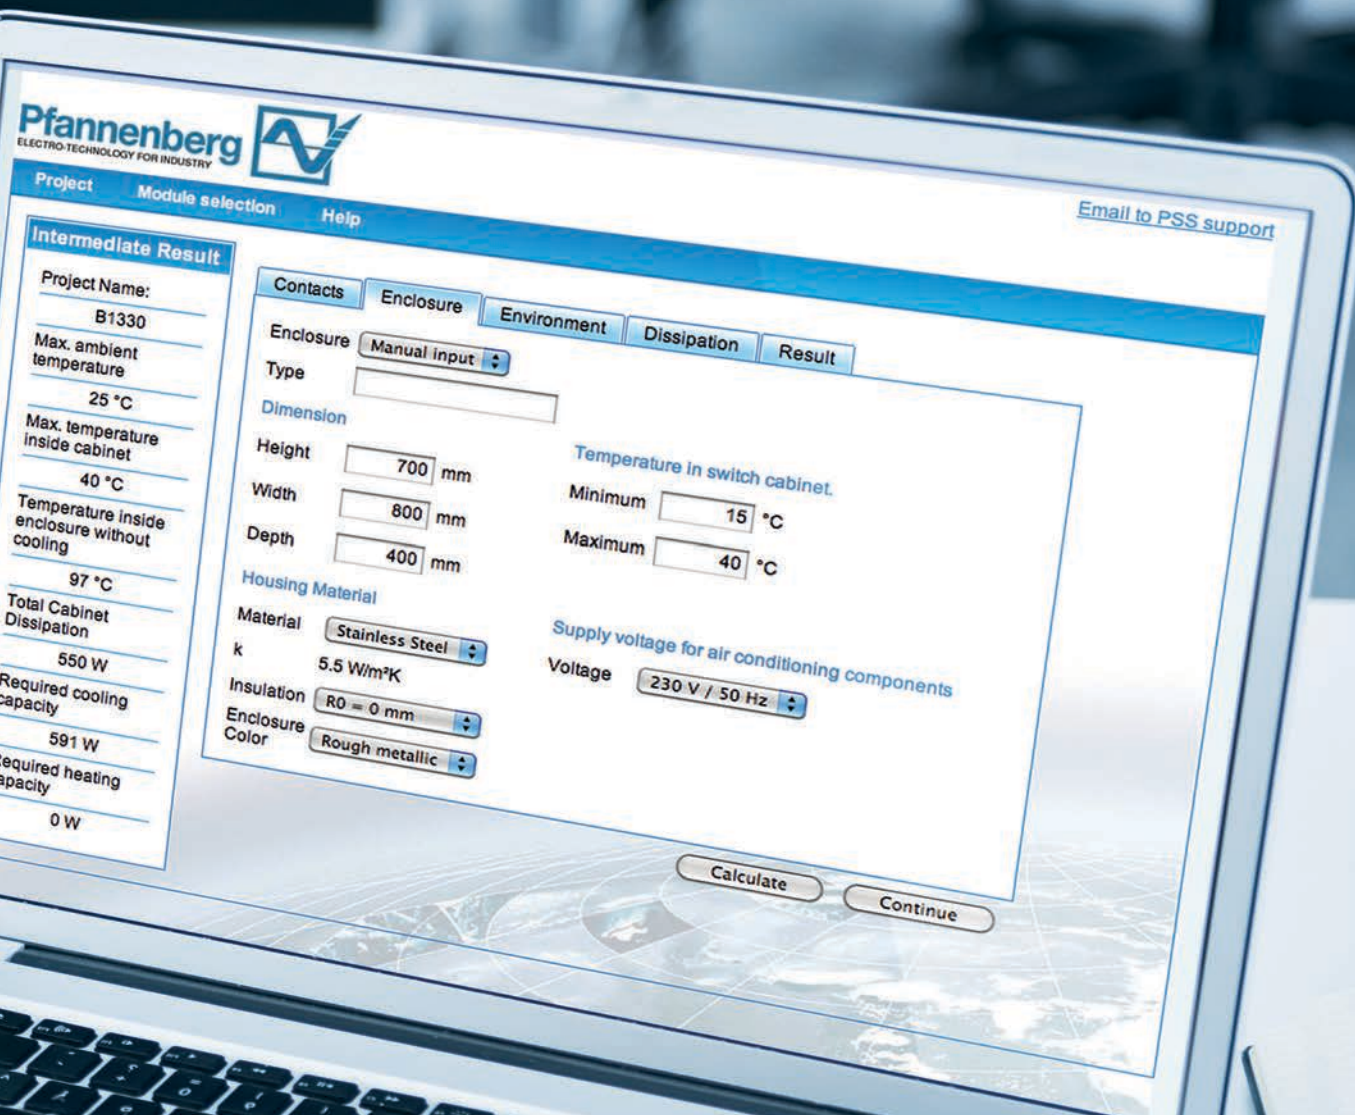 Pfannenberg
ELECTRO-TECHNOLOGY FOR INDUSTRY
Email to PSS support
Project Module selection Help
Intermediate Result
Project Name:
B1330
Max. ambient
temperature
25 °C
Max. temperature
inside cabinet
40 °C
Temperature inside
enclosure without
cooling
97 °C
Total Cabinet
Dissipation
550 W
Required cooling
capacity
591 W
equired heating
apacity
0 W
Contacts Enclosure Environment Dissipation Result
Enclosure Manual input
Type
Dimension
Height 700 mm
Width 800 mm
Depth 400 mm
Temperature in switch cabinet.
Minimum 15 °C
Maximum 40 °C
Housing Material
Material Stainless Steel
k 5.5 W/m²K
Insulation R0 = 0 mm
Enclosure
Color Rough metallic
Supply voltage for air conditioning components
Voltage 230 V / 50 Hz
Calculate Continue